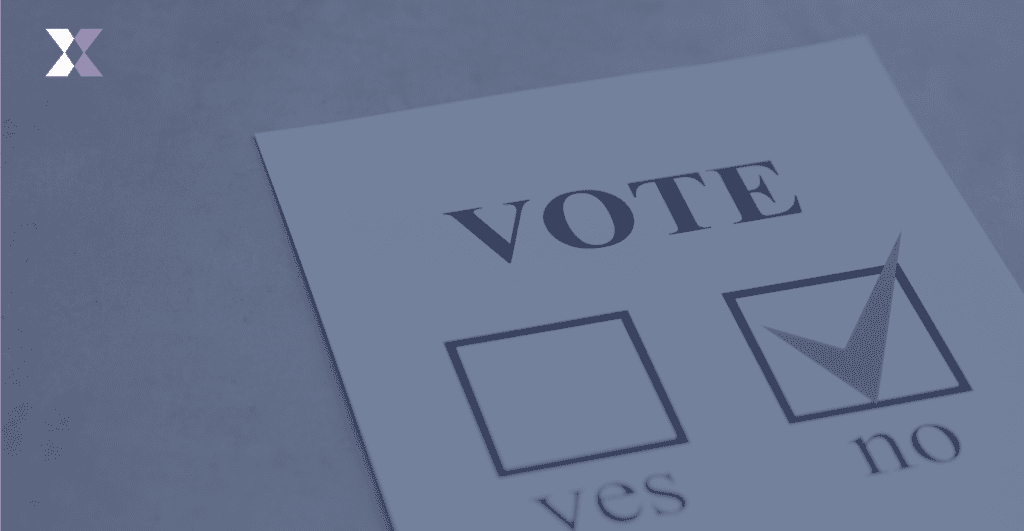 VOTE
yes no